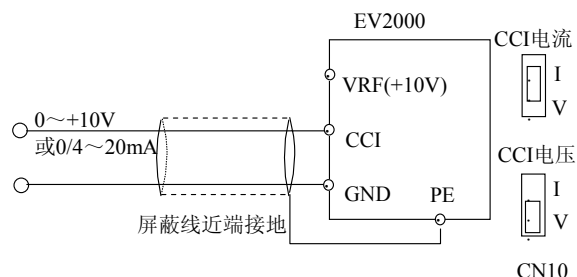 EV2000
CCI电流
I
V
VRF(+10V)
0～+10V
或0/4～20mA
CCI
GND
PE
屏蔽线近端接地
CCI电压
I
V
CN10